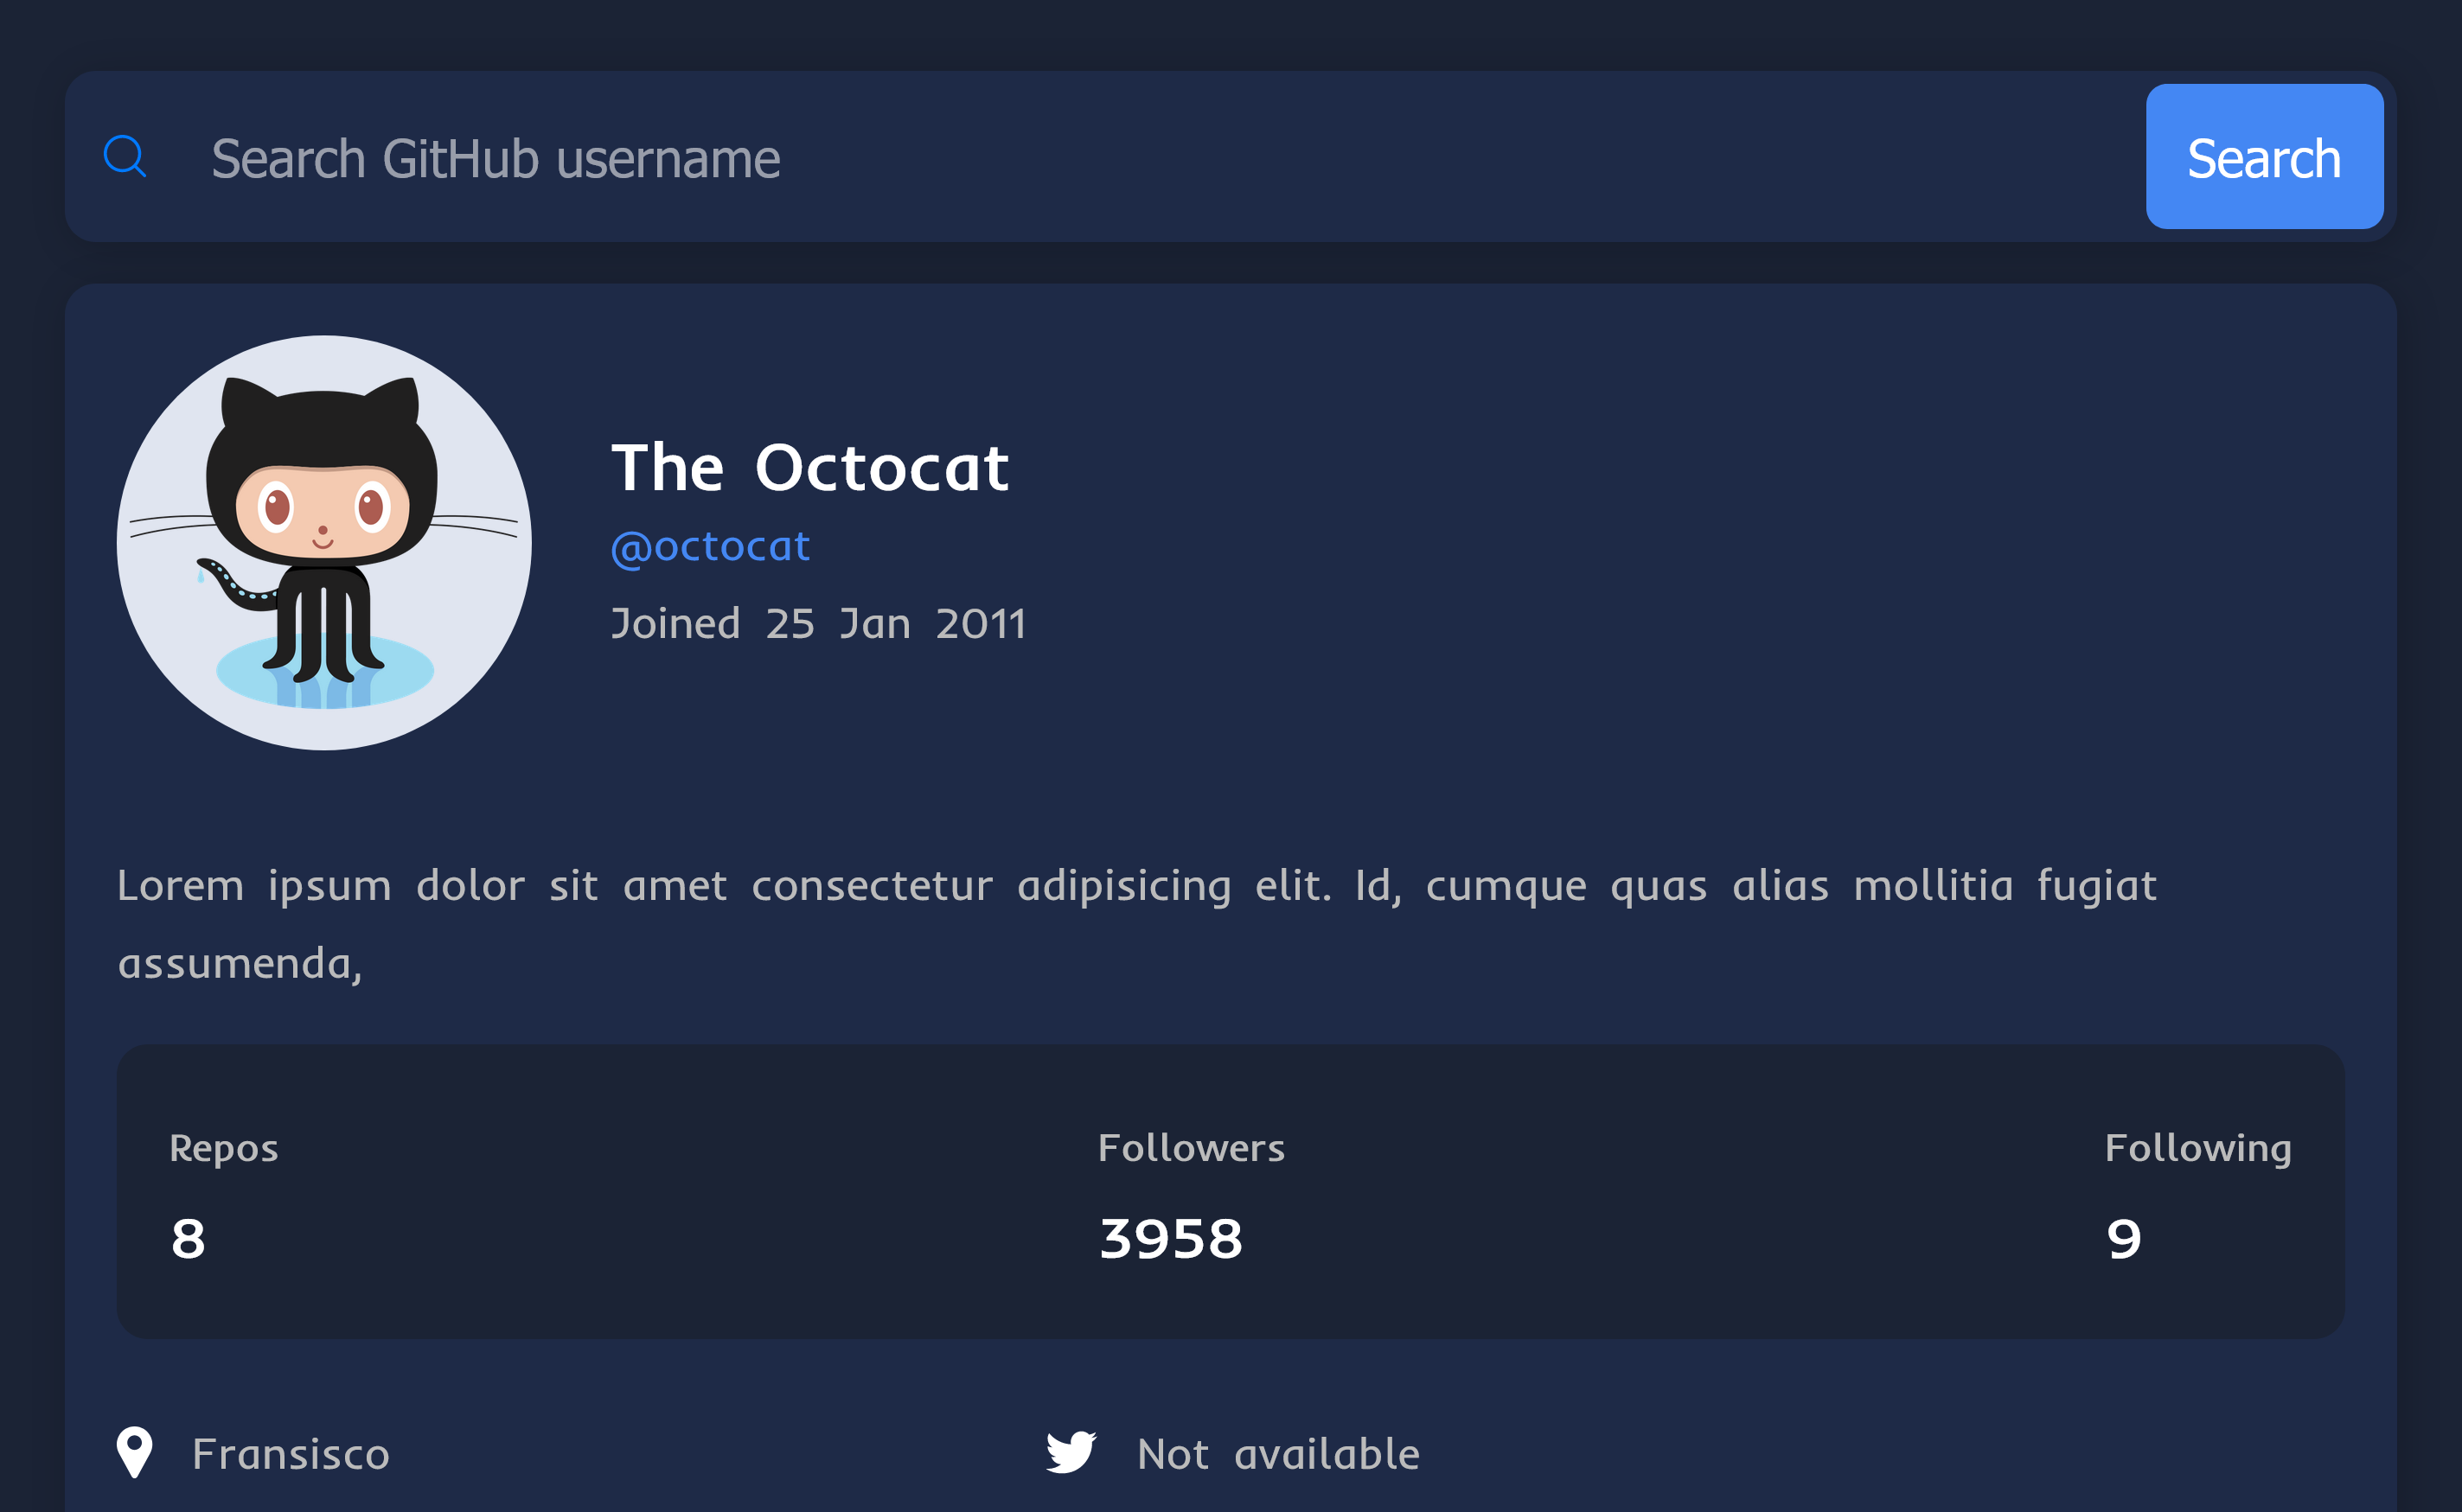 Search GitHub username
Search
The Octocat
@octocat
Joined 25 Jan 2011
Lorem ipsum dolor sit amet consectetur adipisicing elit. Id, cumque quas alias mollitia fugiat
assumenda,
Repos Followers Following
8 3958 9
Fransisco Not available